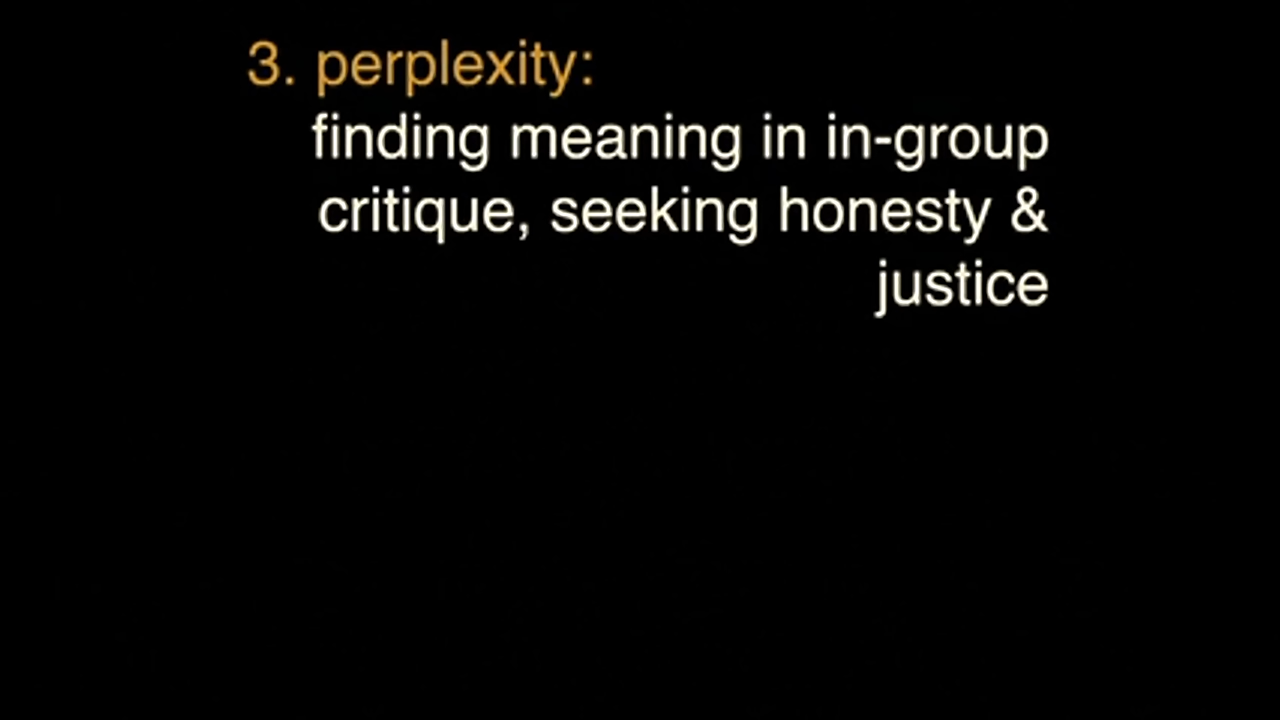 3. perplexity:
finding meaning in in-group
critique, seeking honesty &
justice